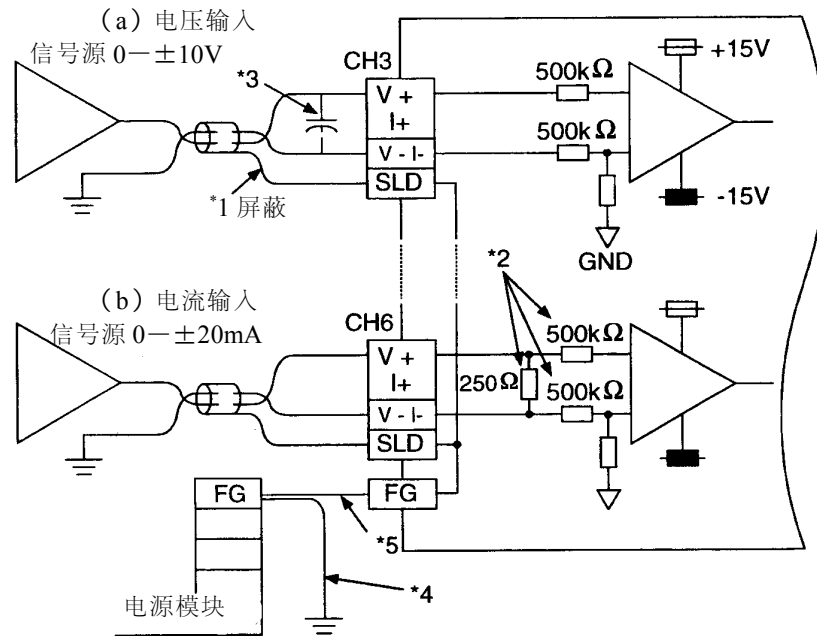 （a）电压输入
信号源 0－±10V
*3
CH3
V +
I+
V - I-
SLD
*1 屏蔽
500kΩ
500kΩ
+15V
-15V
GND
*2
（b）电流输入
信号源 0－±20mA
CH6
V +
I+
V - I-
SLD
FG
500kΩ
250Ω
500kΩ
FG
*5
*4
电源模块